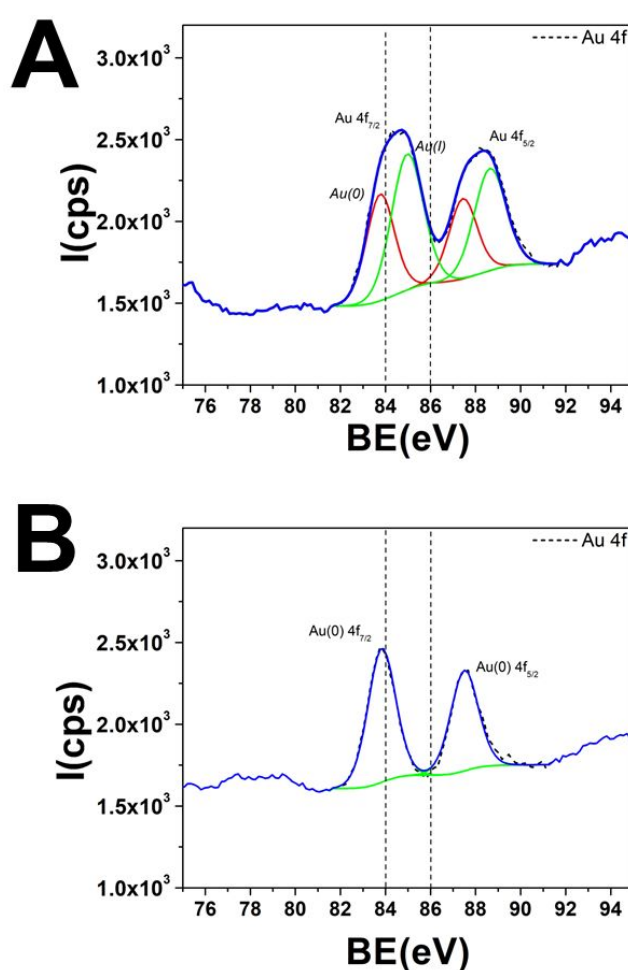 A
Au 4f
3.0x10³
Au 4f₇/₂
Au 4f₅/₂
2.5x10³
Au(I)
Au(0)
2.0x10³
I(cps)
1.5x10³
1.0x10³
76 78 80 82 84 86 88 90 92 94
BE(eV)
B
Au 4f
3.0x10³
Au(0) 4f₇/₂
2.5x10³
Au(0) 4f₅/₂
2.0x10³
I(cps)
1.5x10³
1.0x10³
76 78 80 82 84 86 88 90 92 94
BE(eV)